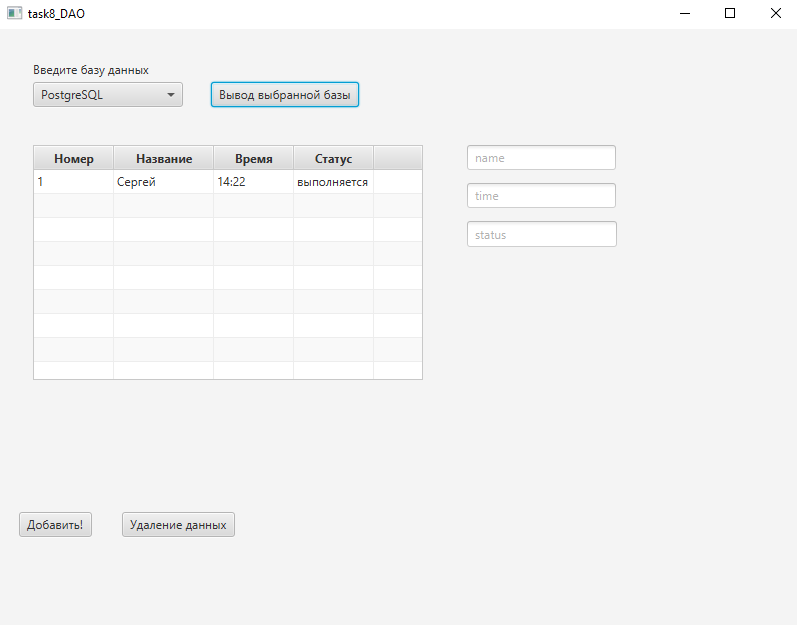 task8_DAO
Введите базу данных
PostgreSQL
Вывод выбранной базы
Номер Название Время Статус
1 Сергей 14:22 выполняется
name
time
status
Добавить! Удаление данных